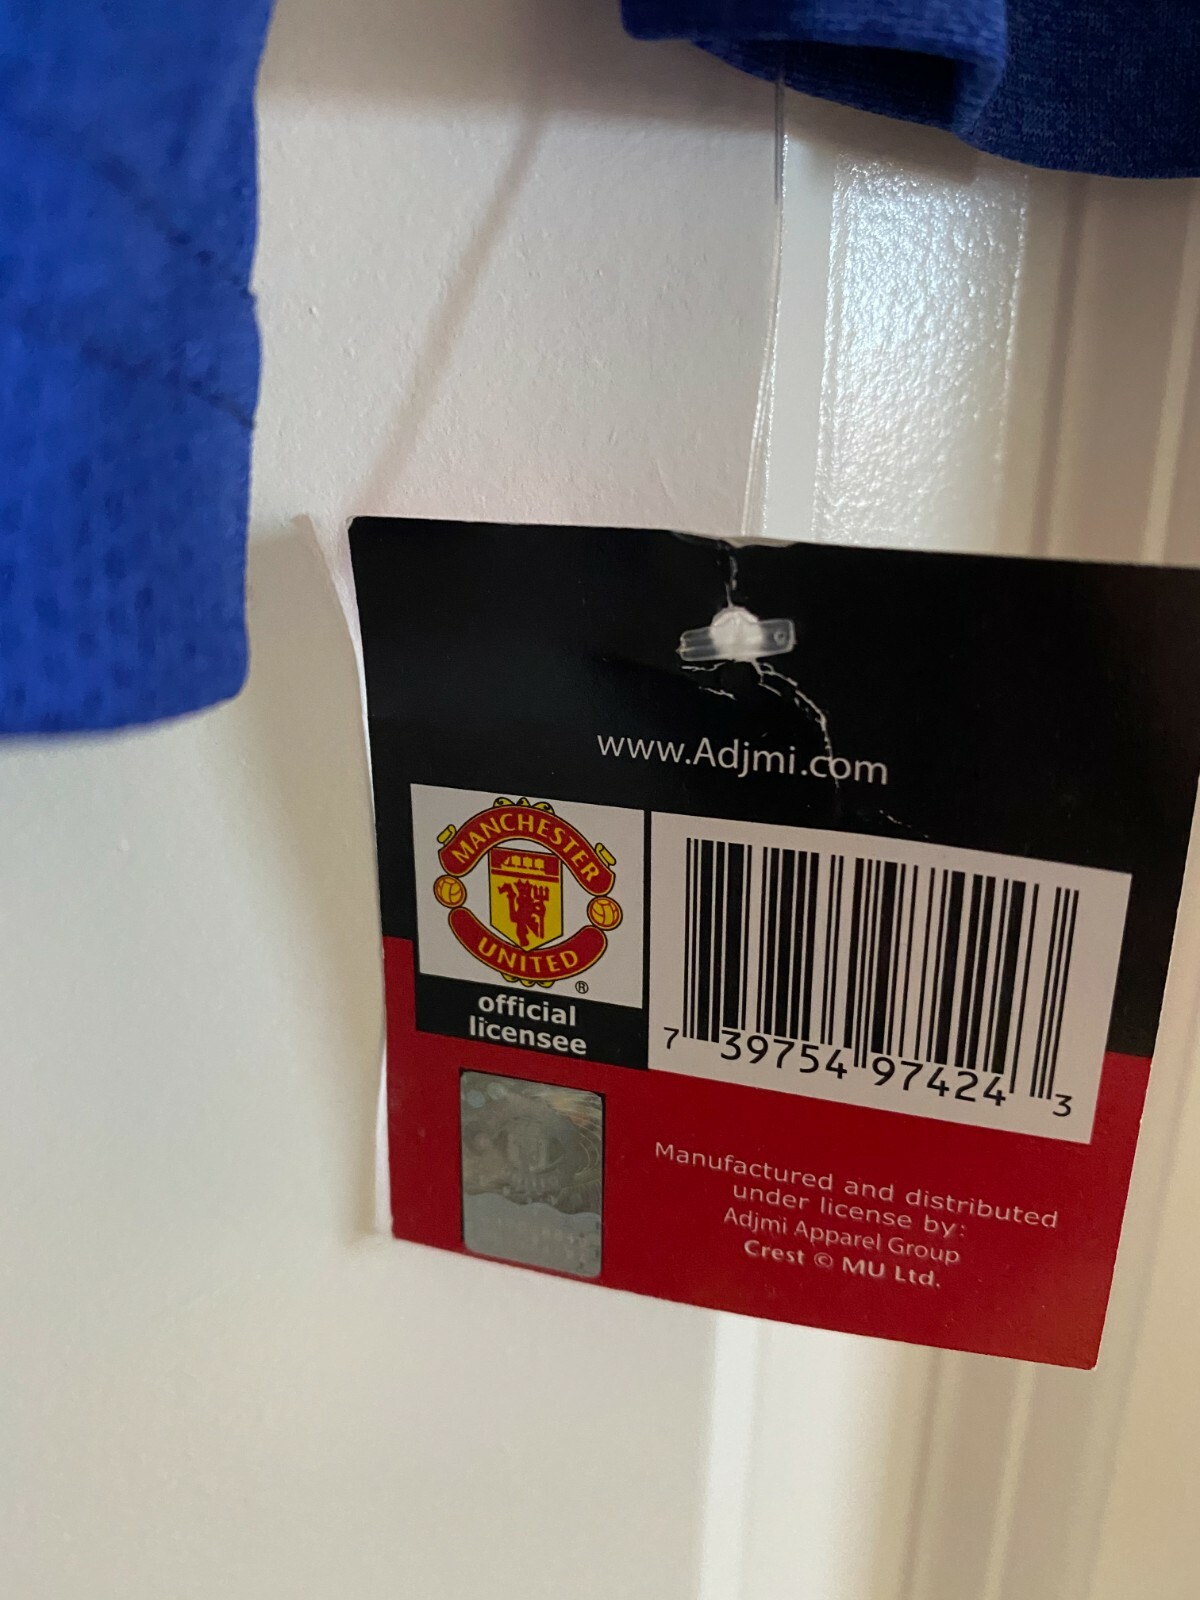 www.Adjmi.com
MANCHESTER
UNITED
®
official
licensee
7 39754 97424 3
Manufactured and distributed
under license by:
Adjmi Apparel Group
Crest © MU Ltd.